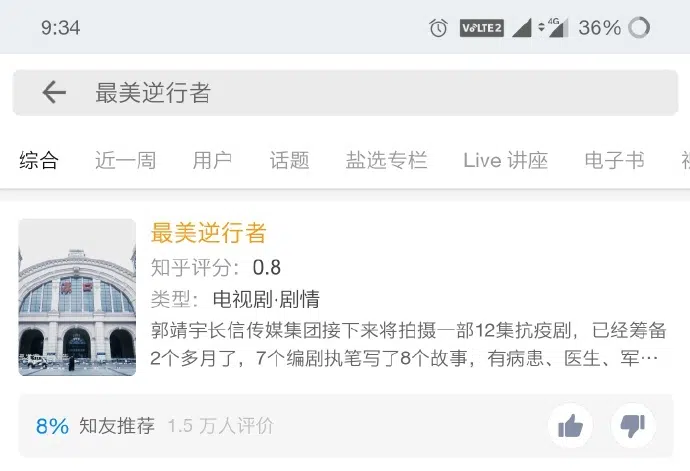 9:34 VoLTE2 4G 36%
最美逆行者
综合 近一周 用户 话题 盐选专栏 Live 讲座 电子书
最美逆行者
知乎评分：0.8
类型：电视剧·剧情
郭靖宇长信传媒集团接下来将拍摄一部12集抗疫剧，已经筹备
2个多月了，7个编剧执笔写了8个故事，有病患、医生、军…
汉口
8% 知友推荐 1.5 万人评价